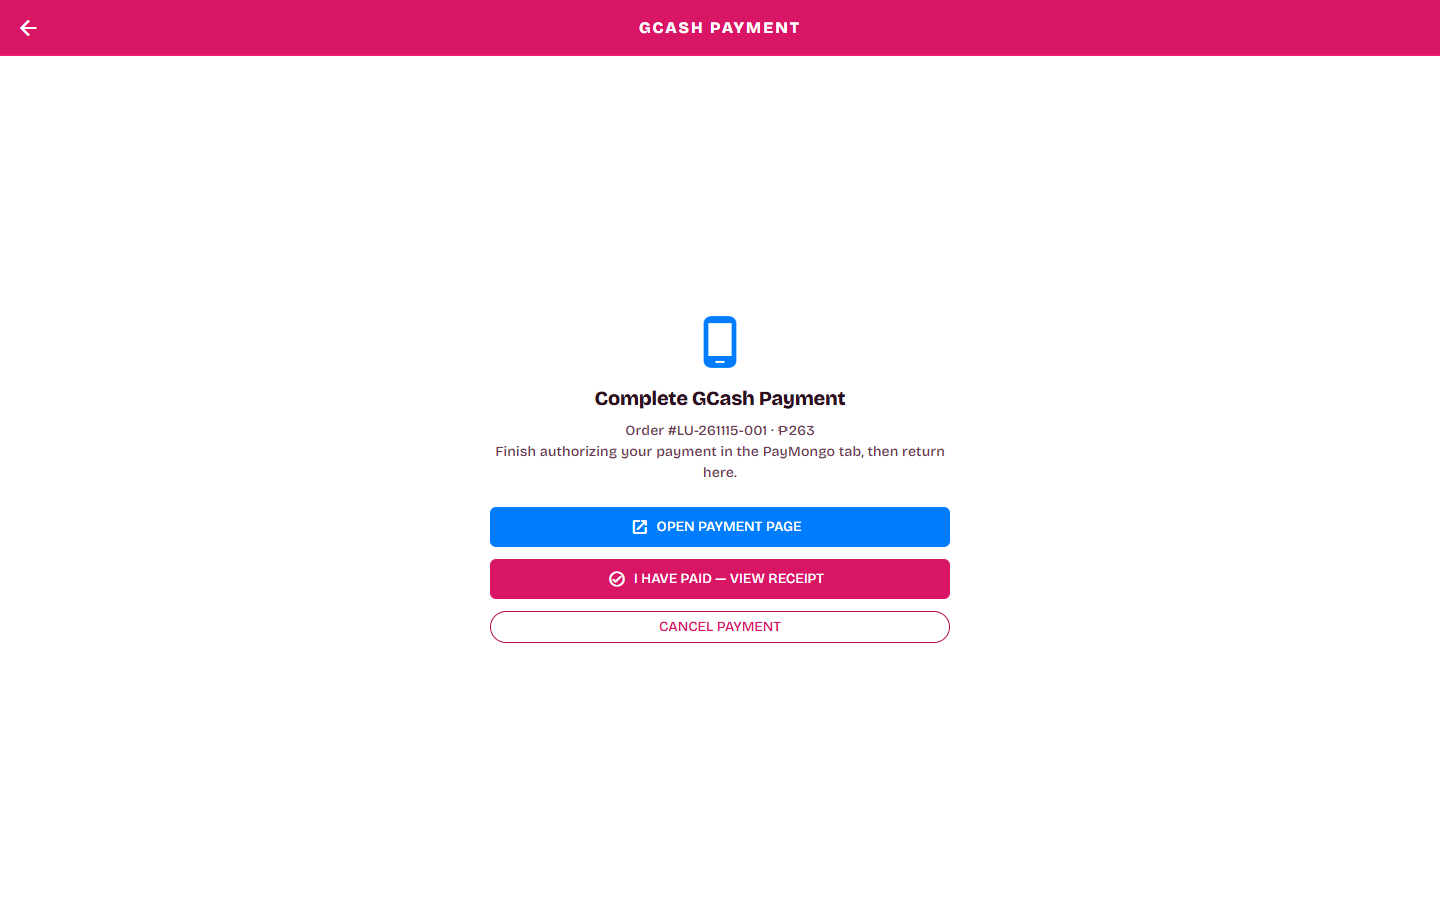 GCASH PAYMENT
Complete GCash Payment
Order #LU-261115-001 · ₱263
Finish authorizing your payment in the PayMongo tab, then return
here.
OPEN PAYMENT PAGE
I HAVE PAID — VIEW RECEIPT
CANCEL PAYMENT